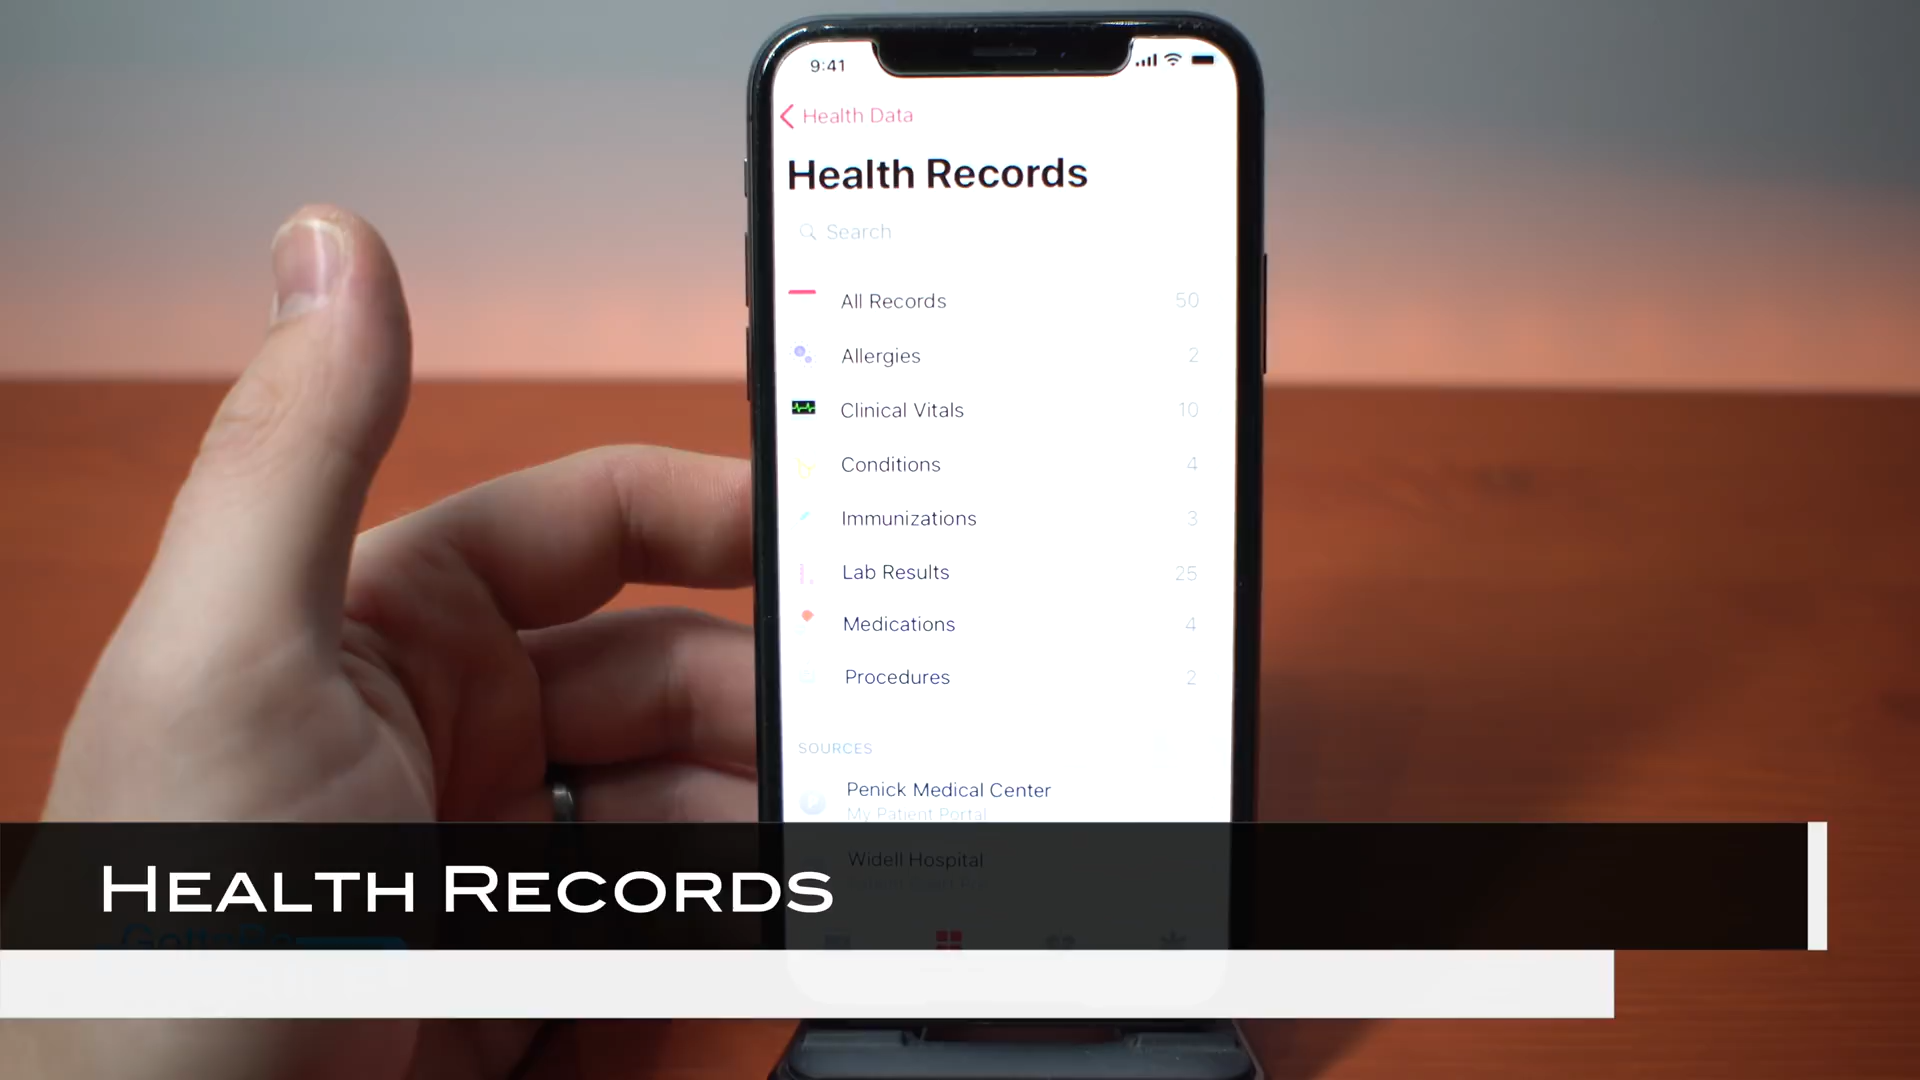 9:41
Health Data
Health Records
Search
All Records 50
Allergies 2
Clinical Vitals 10
Conditions 4
Immunizations 3
Lab Results 25
Medications 4
Procedures 2
SOURCES
Penick Medical Center
My Patient Portal
Widell Hospital
HEALTH RECORDS